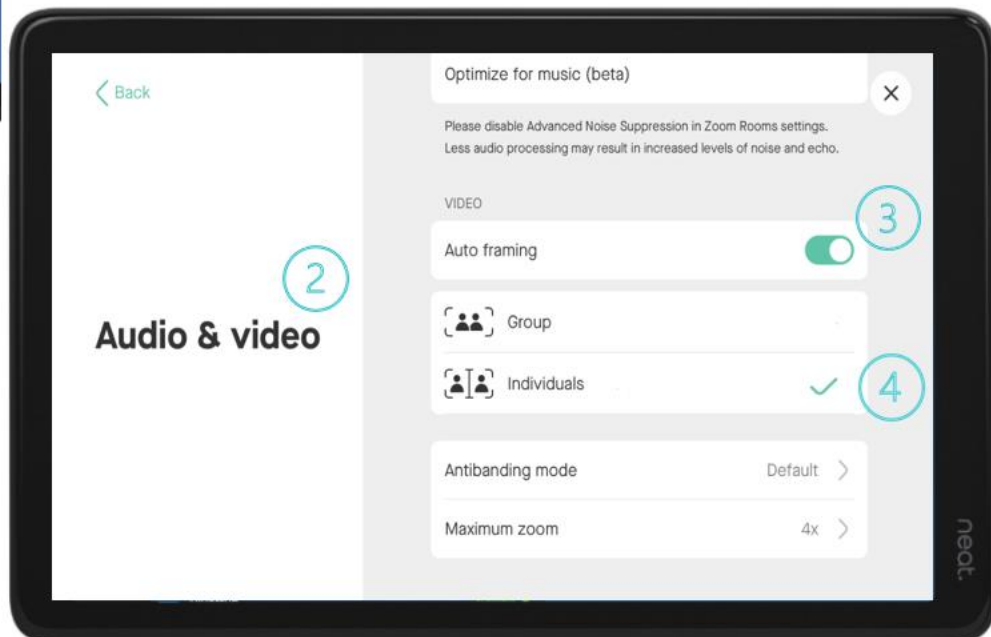 Back
Optimize for music (beta)
Please disable Advanced Noise Suppression in Zoom Rooms settings.
Less audio processing may result in increased levels of noise and echo.
VIDEO
3
Auto framing
2
Audio & video
Group
Individuals
4
Antibanding mode Default
Maximum zoom 4x
neat.